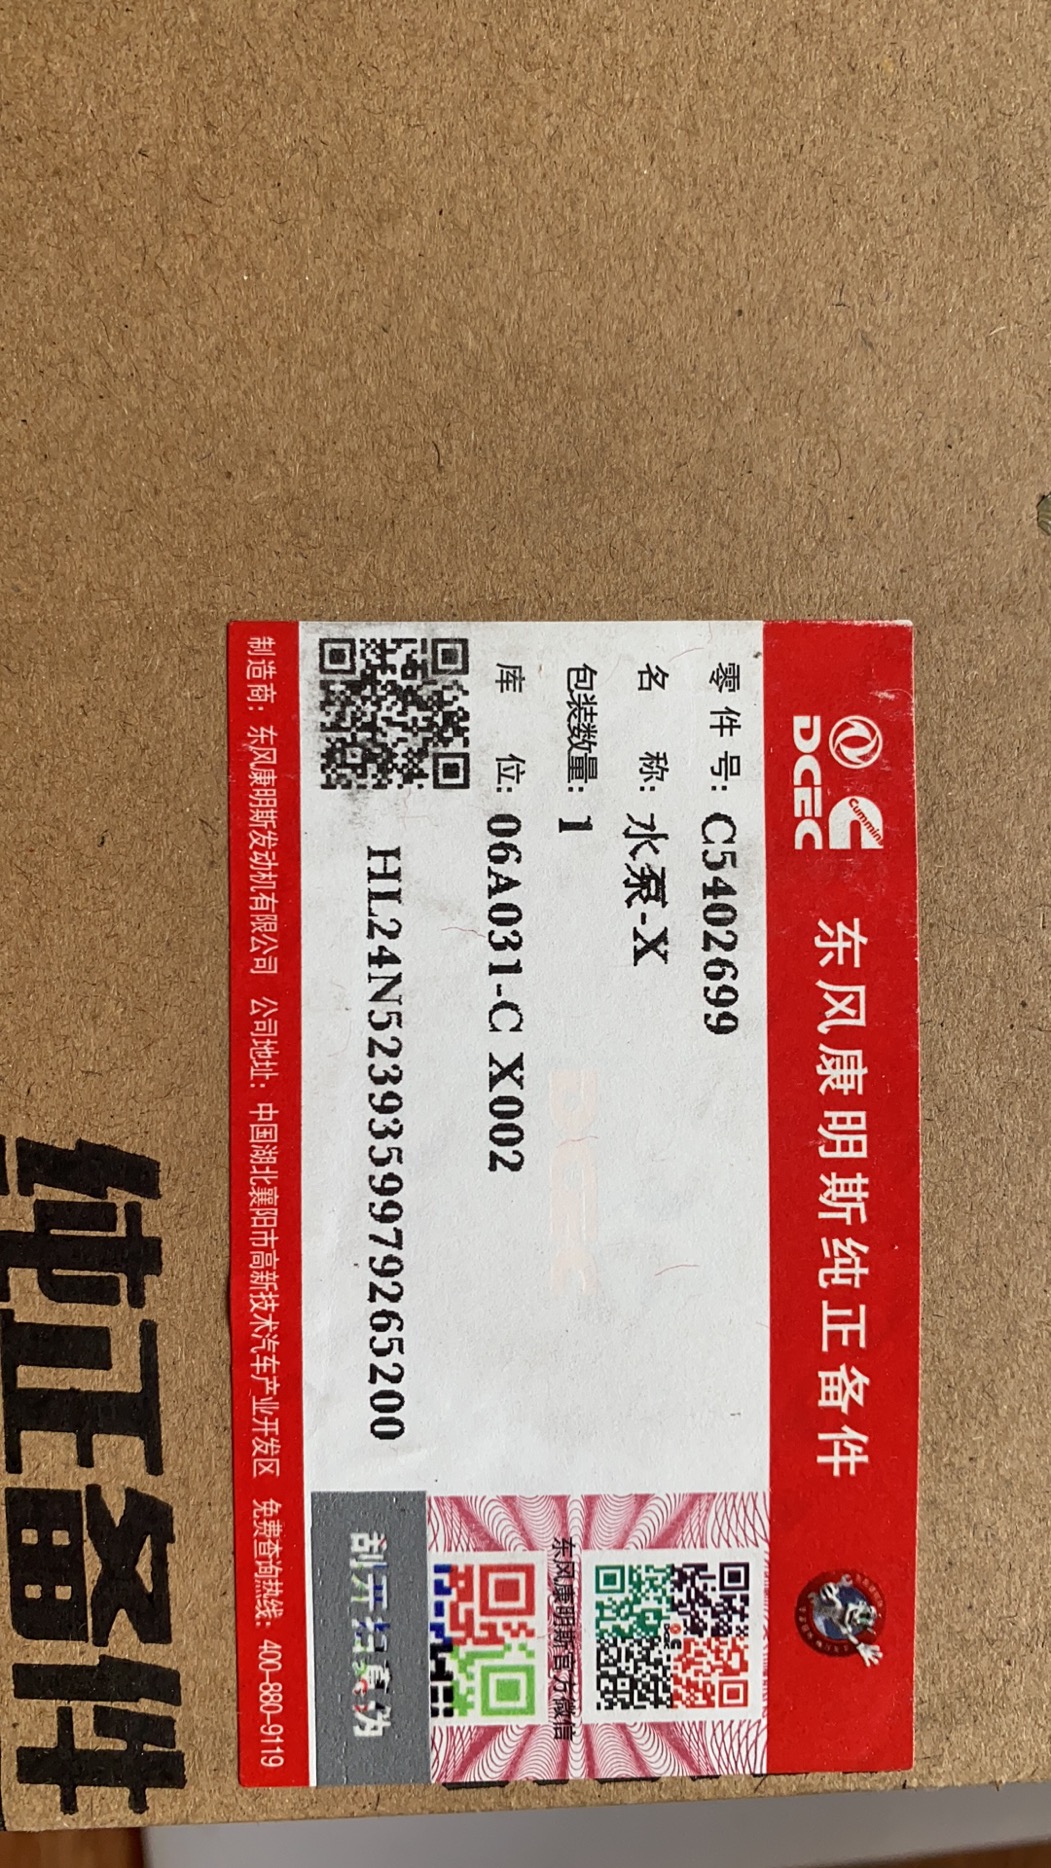 DCEC
Cummins
东风康明斯纯正备件
零件号: C5402699
名称: 水泵-X
包装数量: 1
库位: 06A031-C X002
HL24N5239359979265200
东风康明斯官方微信
刮开扫真伪
制造商: 东风康明斯发动机有限公司 公司地址: 中国湖北襄阳市高新技术汽车产业开发区 免费查询热线: 400-880-9119
纯正备件